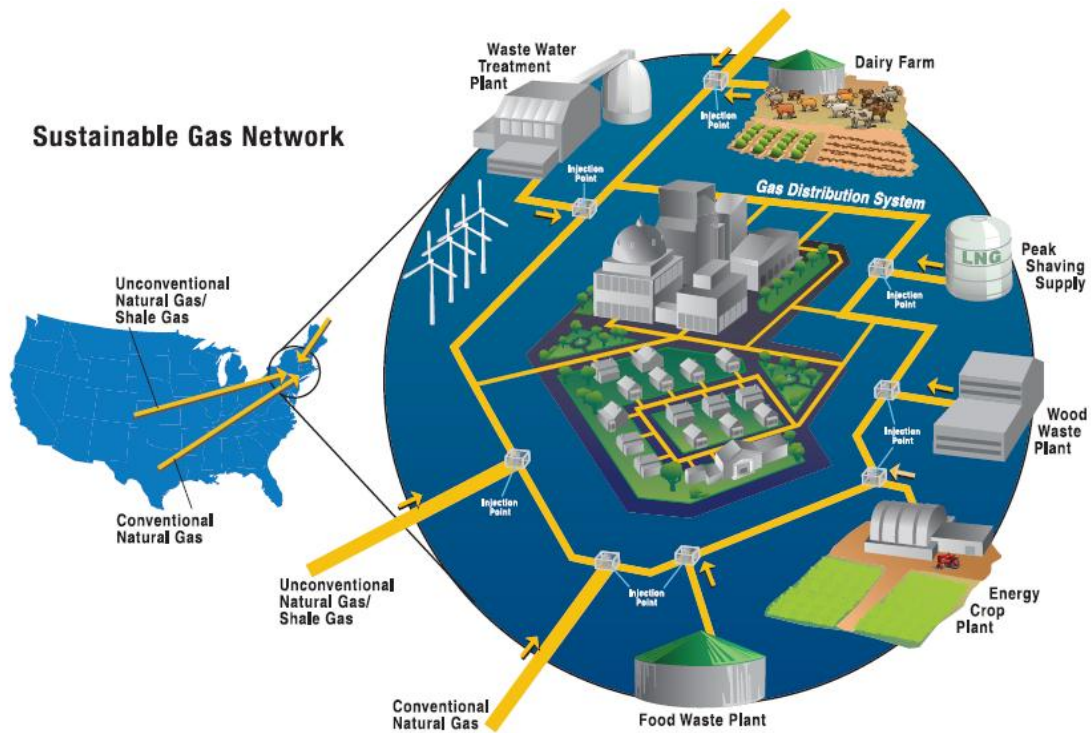 Sustainable Gas Network
Unconventional
Natural Gas/
Shale Gas
Conventional
Natural Gas
Waste Water
Treatment
Plant
Dairy Farm
Injection
Point
Injection
Point
Gas Distribution System
LNG
Peak
Shaving
Supply
Injection
Point
Wood
Waste
Plant
Injection
Point
Injection
Point
Injection
Point
Unconventional
Natural Gas/
Shale Gas
Energy
Crop
Plant
Conventional
Natural Gas
Food Waste Plant